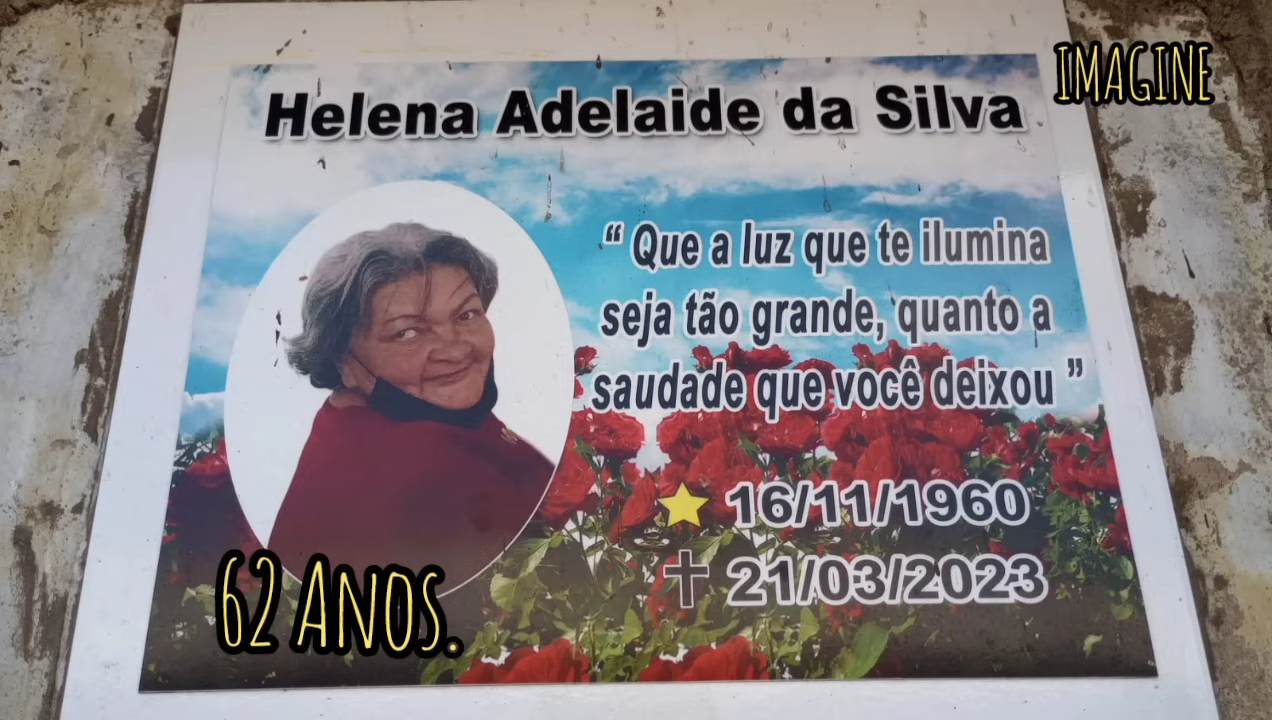 IMAGINE
Helena Adelaide da Silva
“ Que a luz que te ilumina
seja tão grande, quanto a
saudade que você deixou ”
16/11/1960
21/03/2023
62 ANOS.